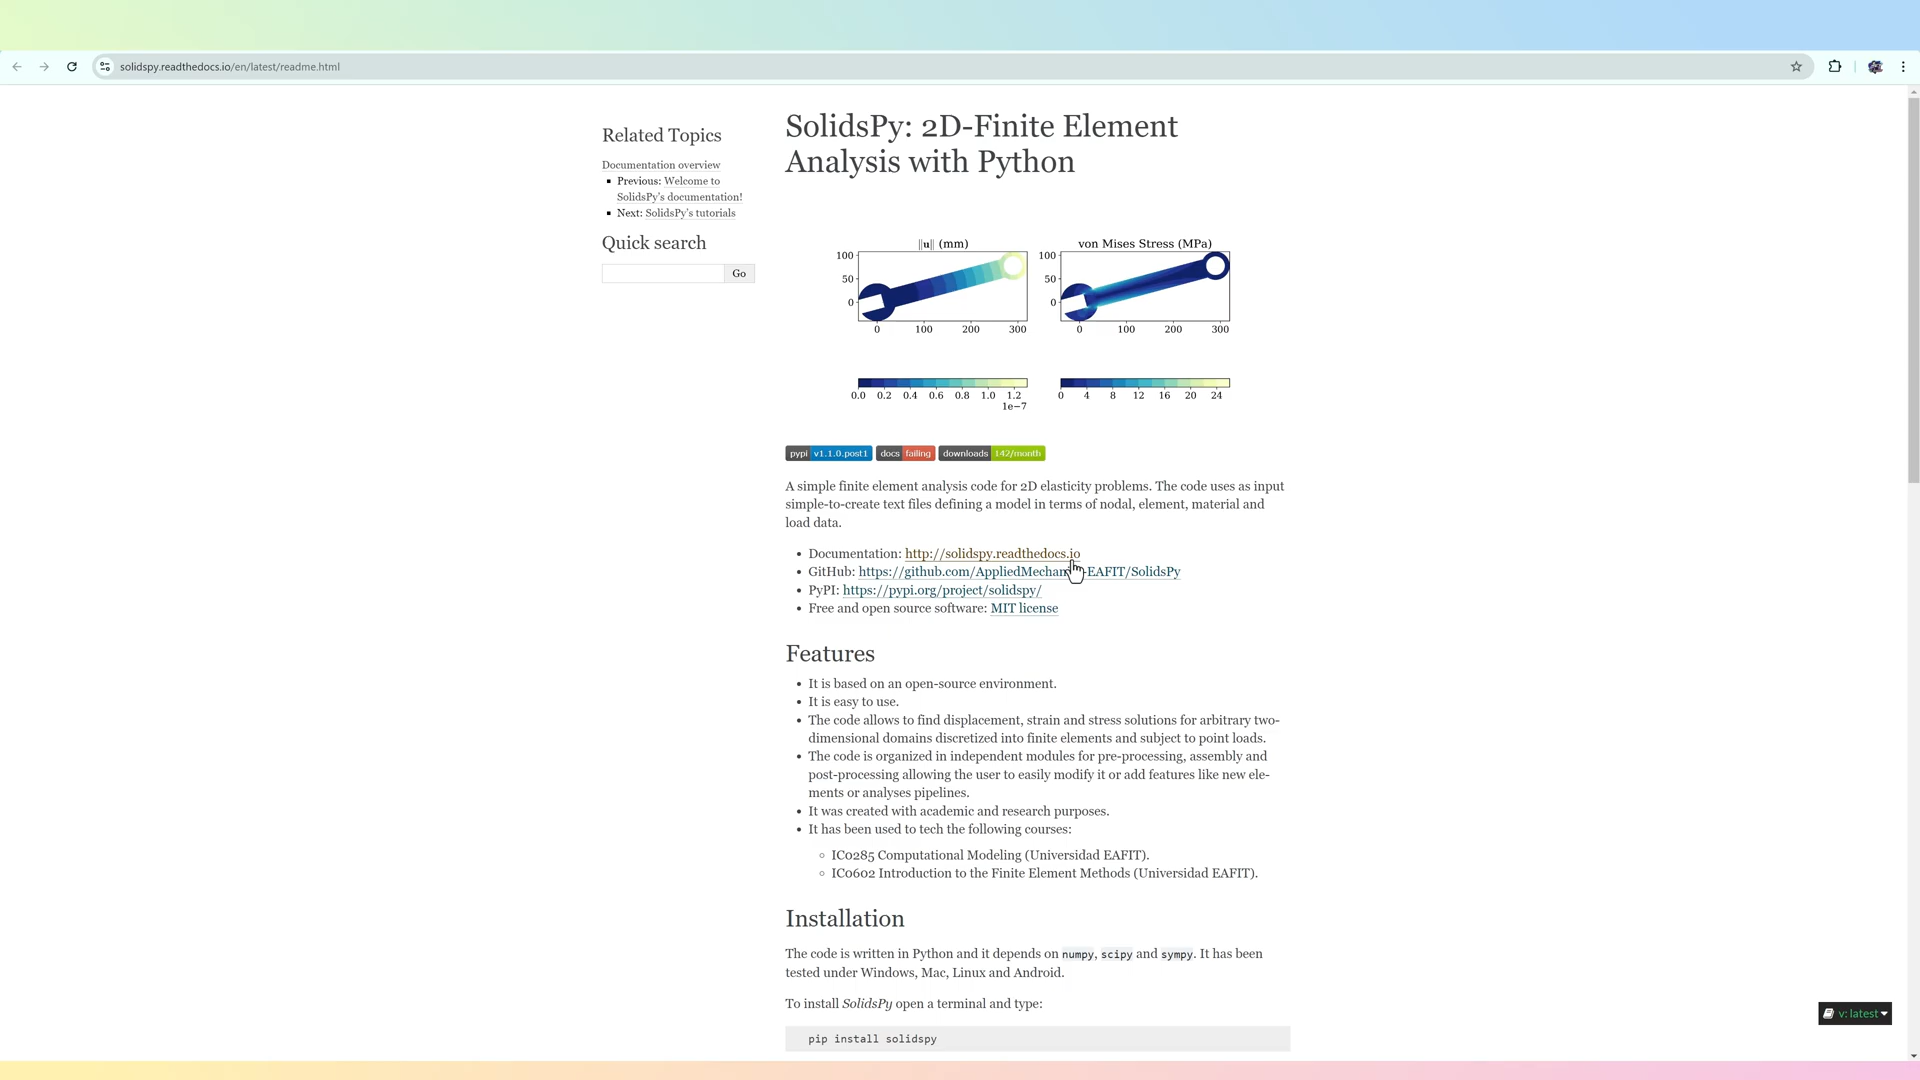 solidspy.readthedocs.io/en/latest/readme.html
Related Topics
Documentation overview
Previous: Welcome to
SolidsPy's documentation!
Next: SolidsPy's tutorials
Quick search
Go
SolidsPy: 2D-Finite Element
Analysis with Python
||u|| (mm)
100
50
0
0 100 200 300
0.0 0.2 0.4 0.6 0.8 1.0 1.2
1e−7
von Mises Stress (MPa)
100
50
0
0 100 200 300
0 4 8 12 16 20 24
pypi v1.1.0.post1 docs failing downloads 142/month
A simple finite element analysis code for 2D elasticity problems. The code uses as input
simple-to-create text files defining a model in terms of nodal, element, material and
load data.
• Documentation: http://solidspy.readthedocs.io
• GitHub: https://github.com/AppliedMechan -EAFIT/SolidsPy
• PyPI: https://pypi.org/project/solidspy/
• Free and open source software: MIT license
Features
• It is based on an open-source environment.
• It is easy to use.
• The code allows to find displacement, strain and stress solutions for arbitrary two-
dimensional domains discretized into finite elements and subject to point loads.
• The code is organized in independent modules for pre-processing, assembly and
post-processing allowing the user to easily modify it or add features like new ele-
ments or analyses pipelines.
• It was created with academic and research purposes.
• It has been used to tech the following courses:
◦ IC0285 Computational Modeling (Universidad EAFIT).
◦ IC0602 Introduction to the Finite Element Methods (Universidad EAFIT).
Installation
The code is written in Python and it depends on numpy, scipy and sympy. It has been
tested under Windows, Mac, Linux and Android.
To install SolidsPy open a terminal and type:
pip install solidspy
v: latest